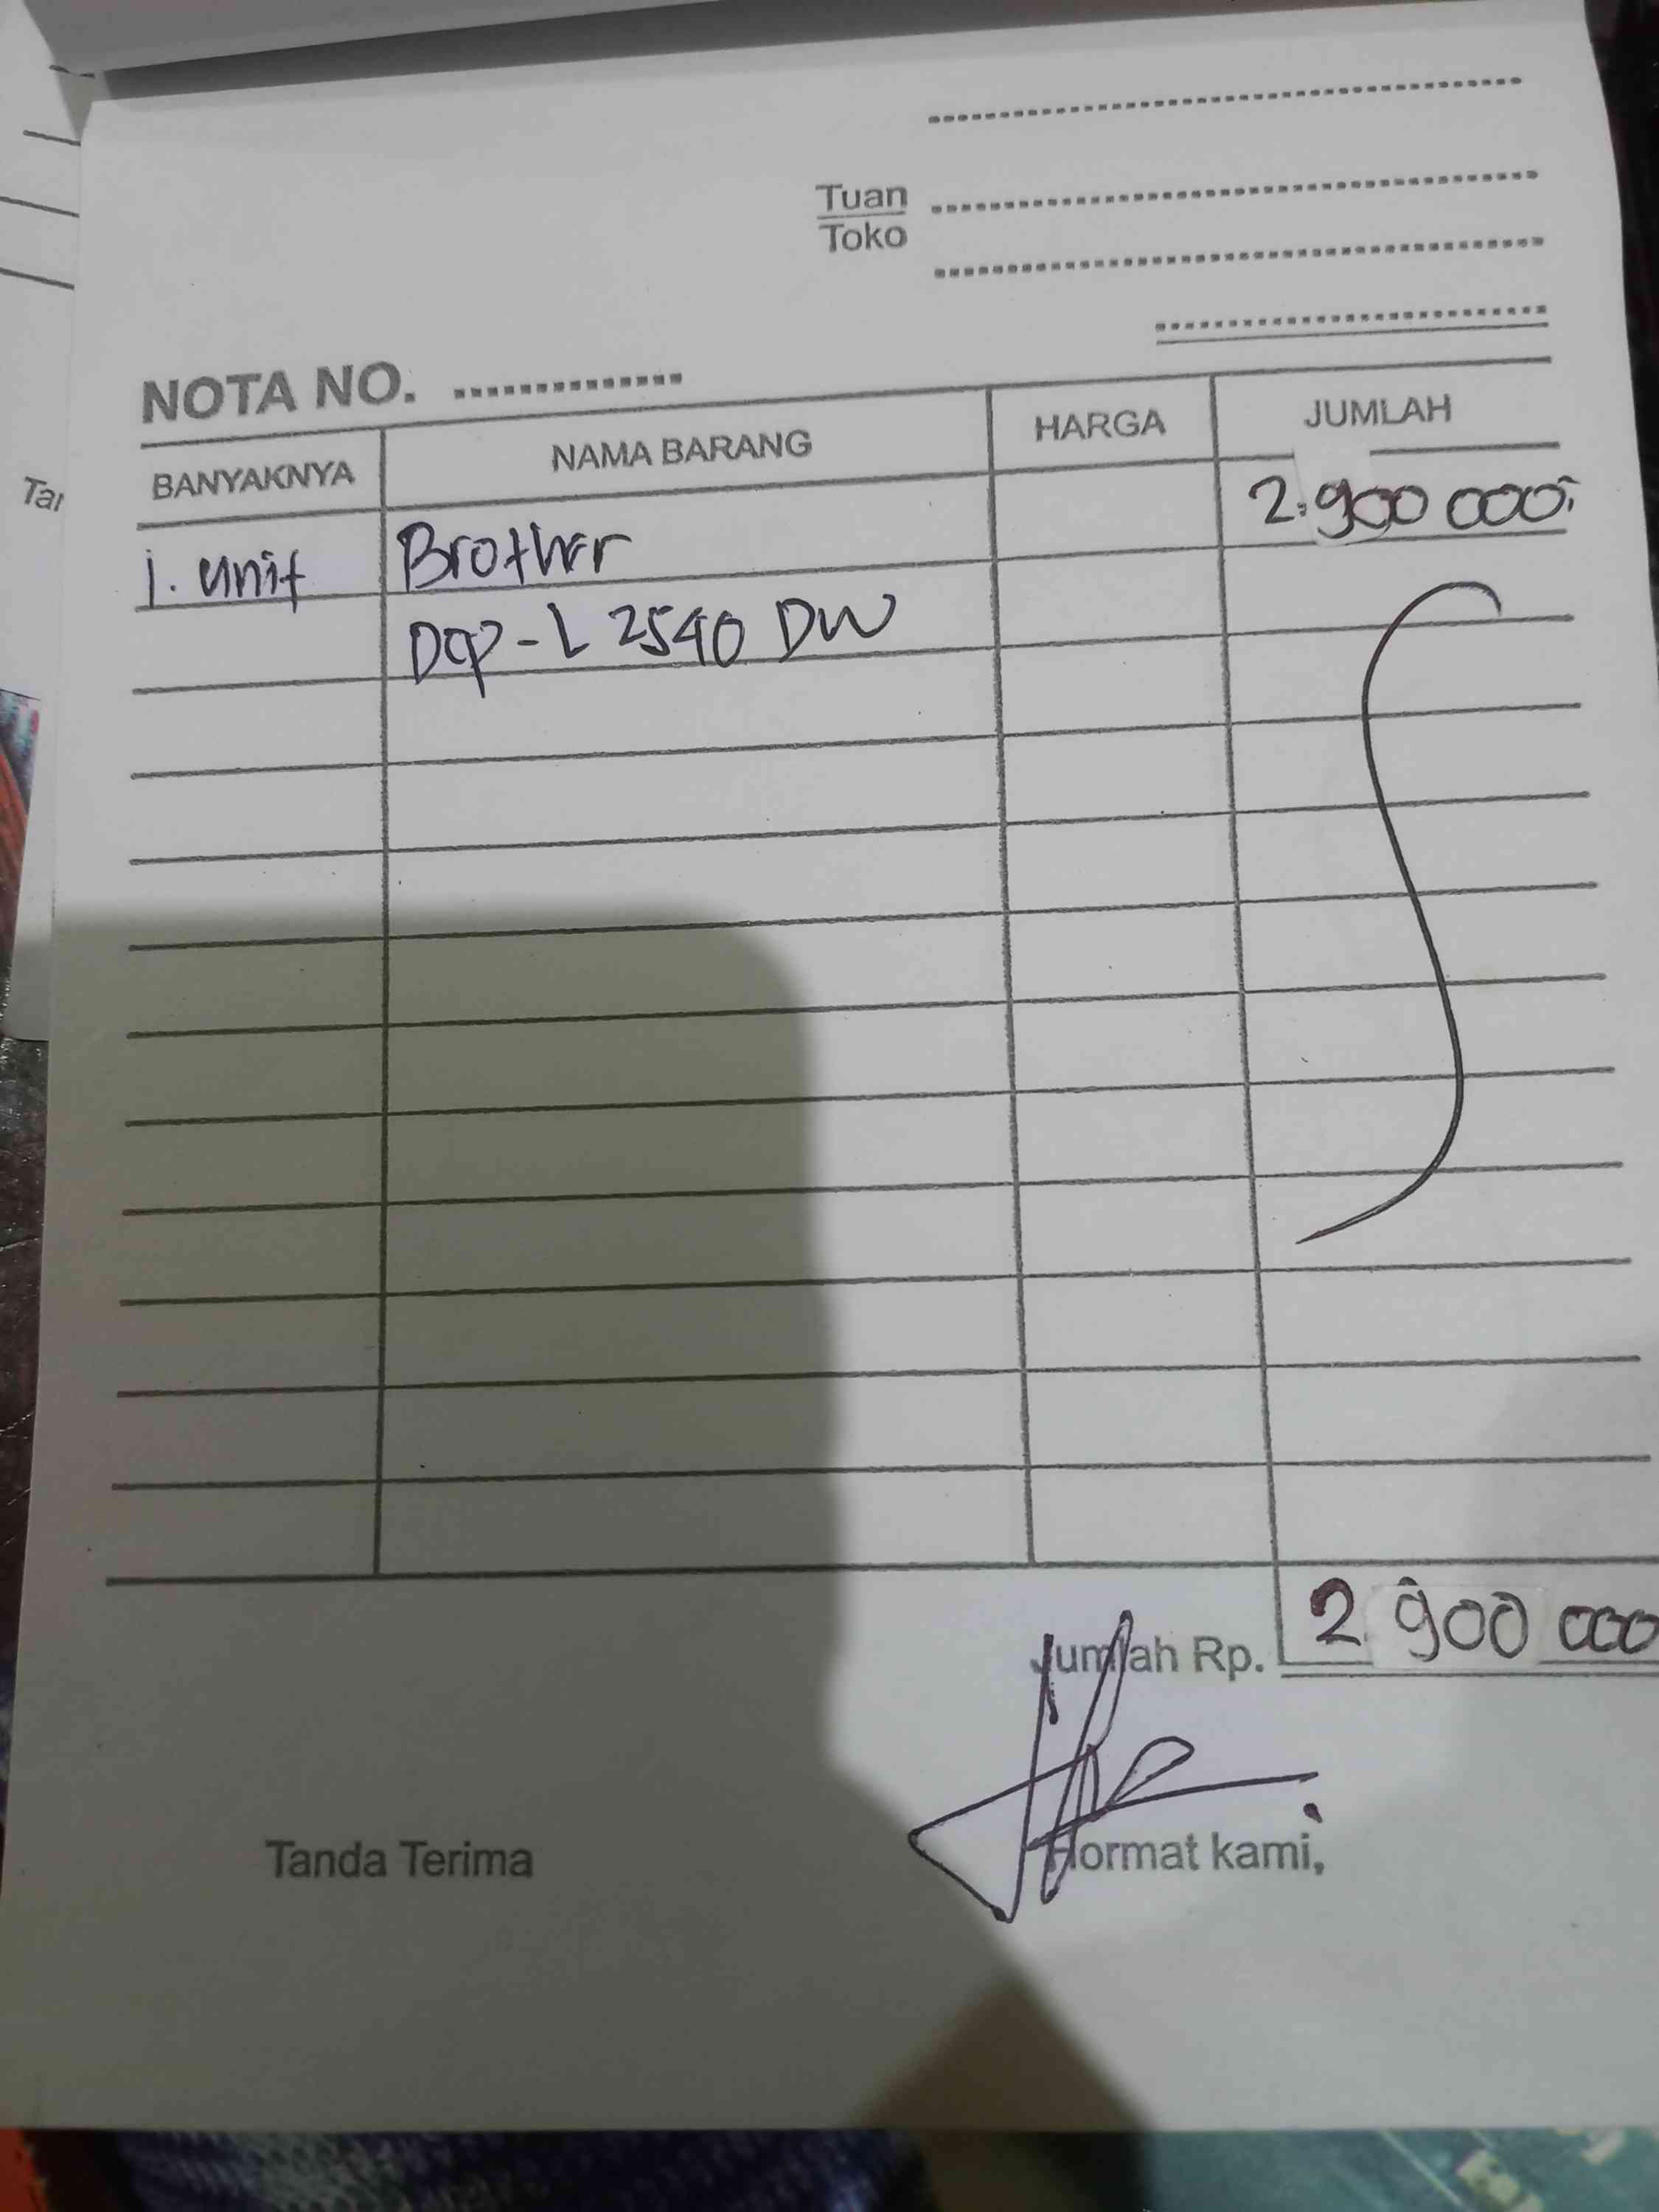 Tuan
Toko
NOTA NO. ..............
BANYAKNYA NAMA BARANG HARGA JUMLAH
1. unit Brother 2.900 000,-
DCP-L 2540 DW
Jumlah Rp. 2 900 000
Tanda Terima Hormat kami,